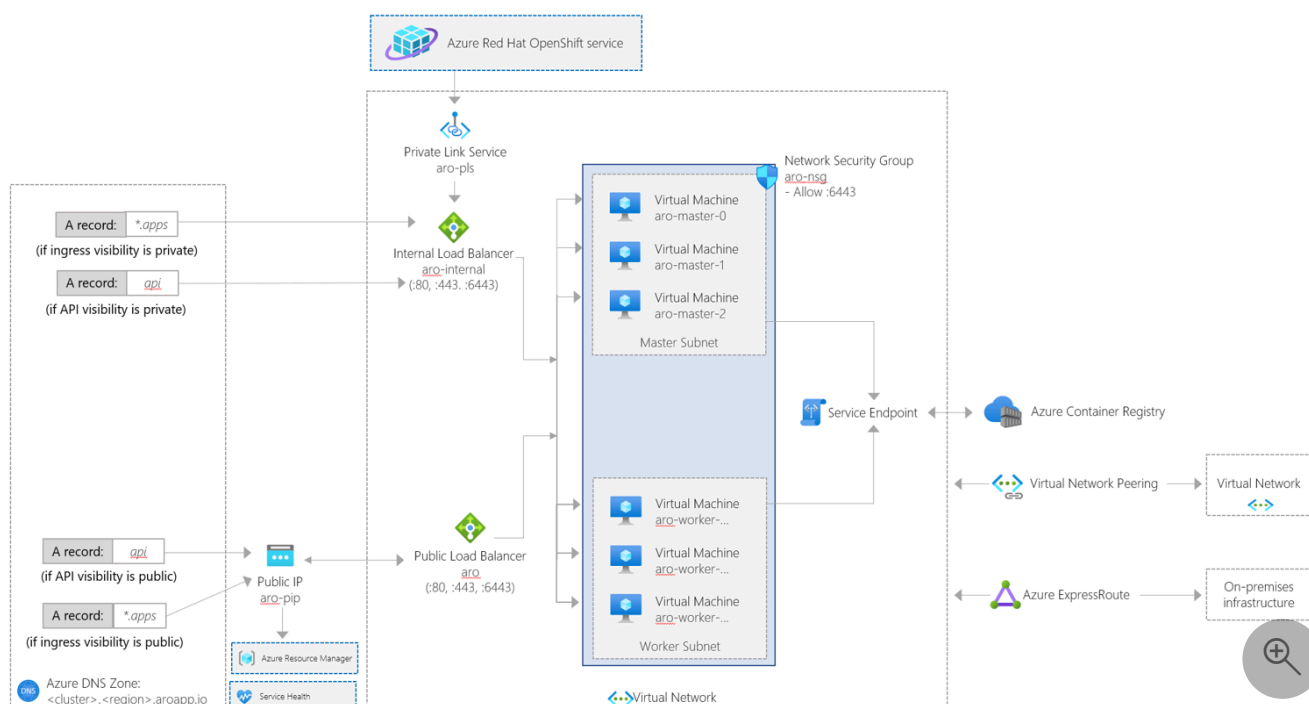 Azure Red Hat OpenShift service
Private Link Service
aro-pls
Network Security Group
aro-nsg
- Allow :6443
Virtual Machine
aro-master-0
Virtual Machine
aro-master-1
Virtual Machine
aro-master-2
Master Subnet
A record: *.apps
(if ingress visibility is private)
A record: api
(if API visibility is private)
Internal Load Balancer
aro-internal
(:80, :443. :6443)
Service Endpoint
Azure Container Registry
Virtual Network Peering
Virtual Network
Azure ExpressRoute
On-premises
infrastructure
Virtual Machine
aro-worker-...
Virtual Machine
aro-worker-...
Virtual Machine
aro-worker-...
Worker Subnet
Public Load Balancer
aro
(:80, :443, :6443)
A record: api
(if API visibility is public)
A record: *.apps
(if ingress visibility is public)
Public IP
aro-pip
Azure Resource Manager
Service Health
DNS
Azure DNS Zone:
<cluster>.<region>.aroapp.io
Virtual Network